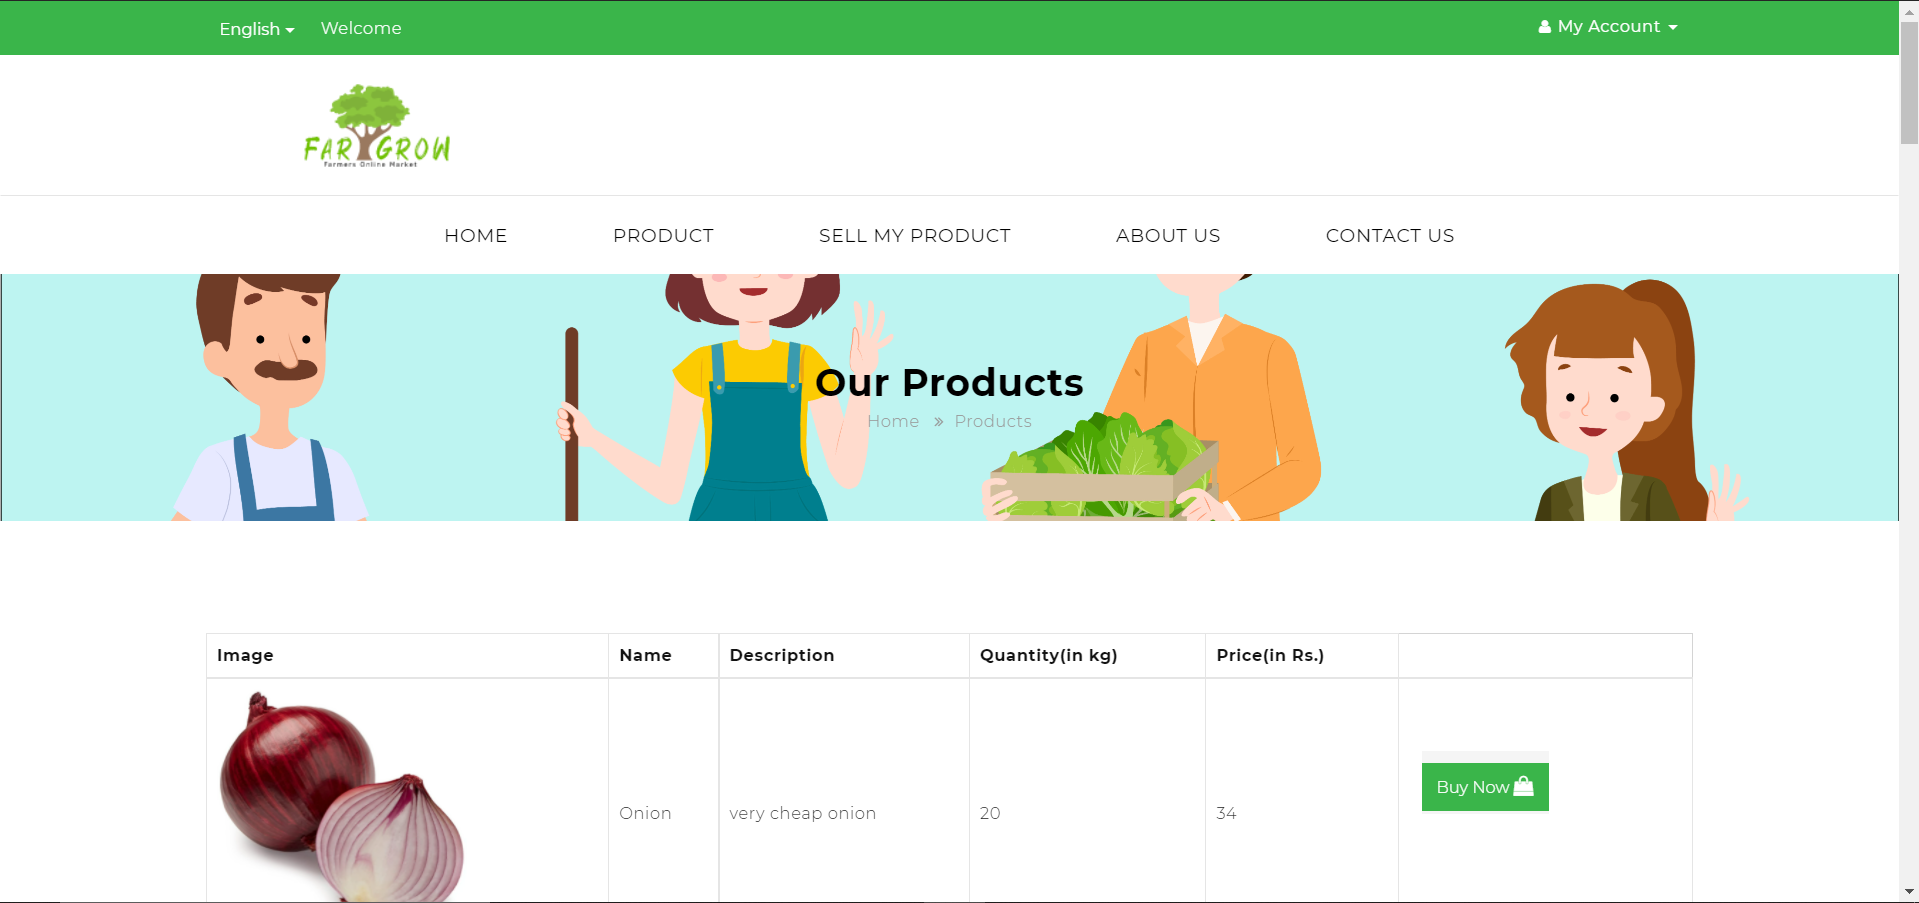 English Welcome My Account
FARGROW
Farmers Online Market
HOME PRODUCT SELL MY PRODUCT ABOUT US CONTACT US
Our Products
Home » Products
Image Name Description Quantity(in kg) Price(in Rs.)
Onion very cheap onion 20 34 Buy Now